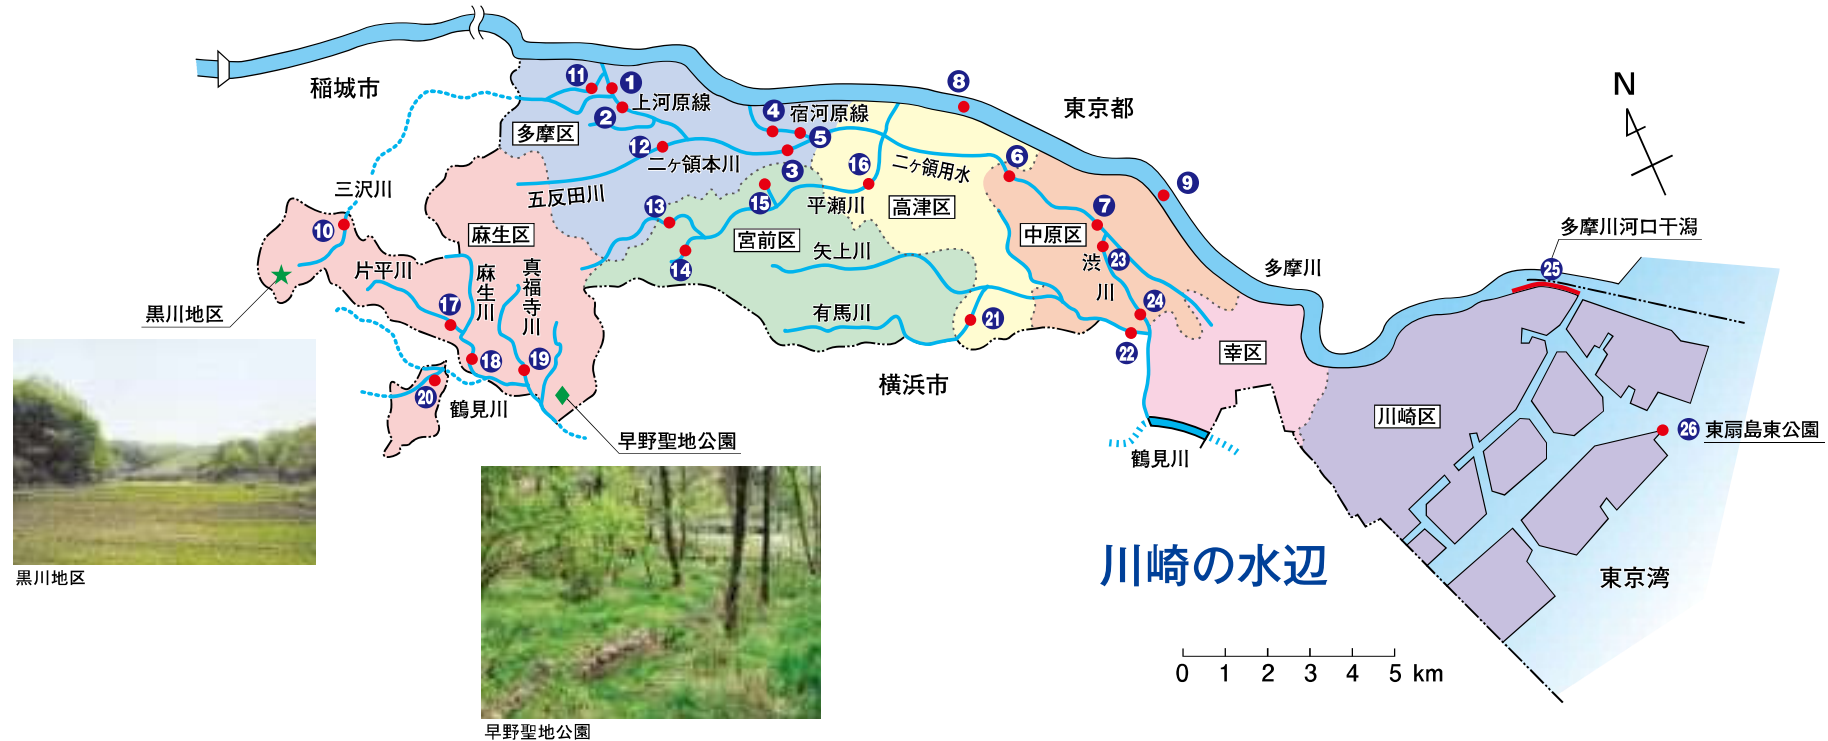 稲城市
11
1
上河原線
2
多摩区
12
二ヶ領本川
五反田川
4
宿河原線
5
3
8
東京都
N
三沢川
10
黒川地区
片平川
麻生区
麻生川
真福寺川
17
18
19
20
鶴見川
早野聖地公園
13
14
15
宮前区
平瀬川
16
二ヶ領用水
高津区
矢上川
有馬川
21
横浜市
6
7
9
中原区
渋川
23
24
22
幸区
鶴見川
多摩川
多摩川河口干潟
25
川崎区
26 東扇島東公園
東京湾
川崎の水辺
0 1 2 3 4 5 km
黒川地区
早野聖地公園